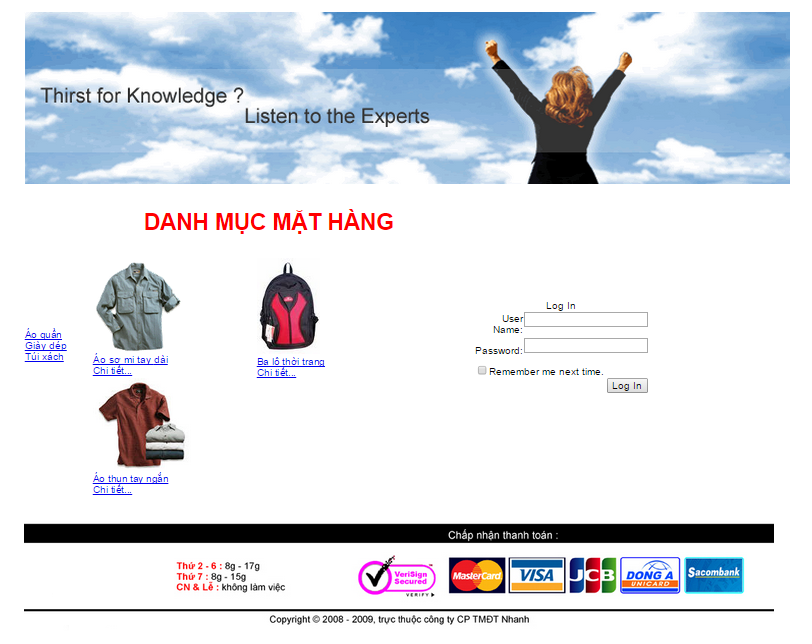 Thirst for Knowledge ?
Listen to the Experts
DANH MỤC MẶT HÀNG
Áo quần
Giày dép
Túi xách
Áo sơ mi tay dài
Chi tiết...
Ba lô thời trang
Chi tiết...
Áo thun tay ngắn
Chi tiết...
Log In
User
Name:
Password:
Remember me next time.
Log In
Chấp nhận thanh toán :
Thứ 2 - 6 : 8g - 17g
Thứ 7 : 8g - 15g
CN & Lễ : không làm việc
VeriSign
Secured
VERIFY
MasterCard
VISA
JCB
DONG A
UNICARD
Sacombank
Copyright © 2008 - 2009, trực thuộc công ty CP TMĐT Nhanh